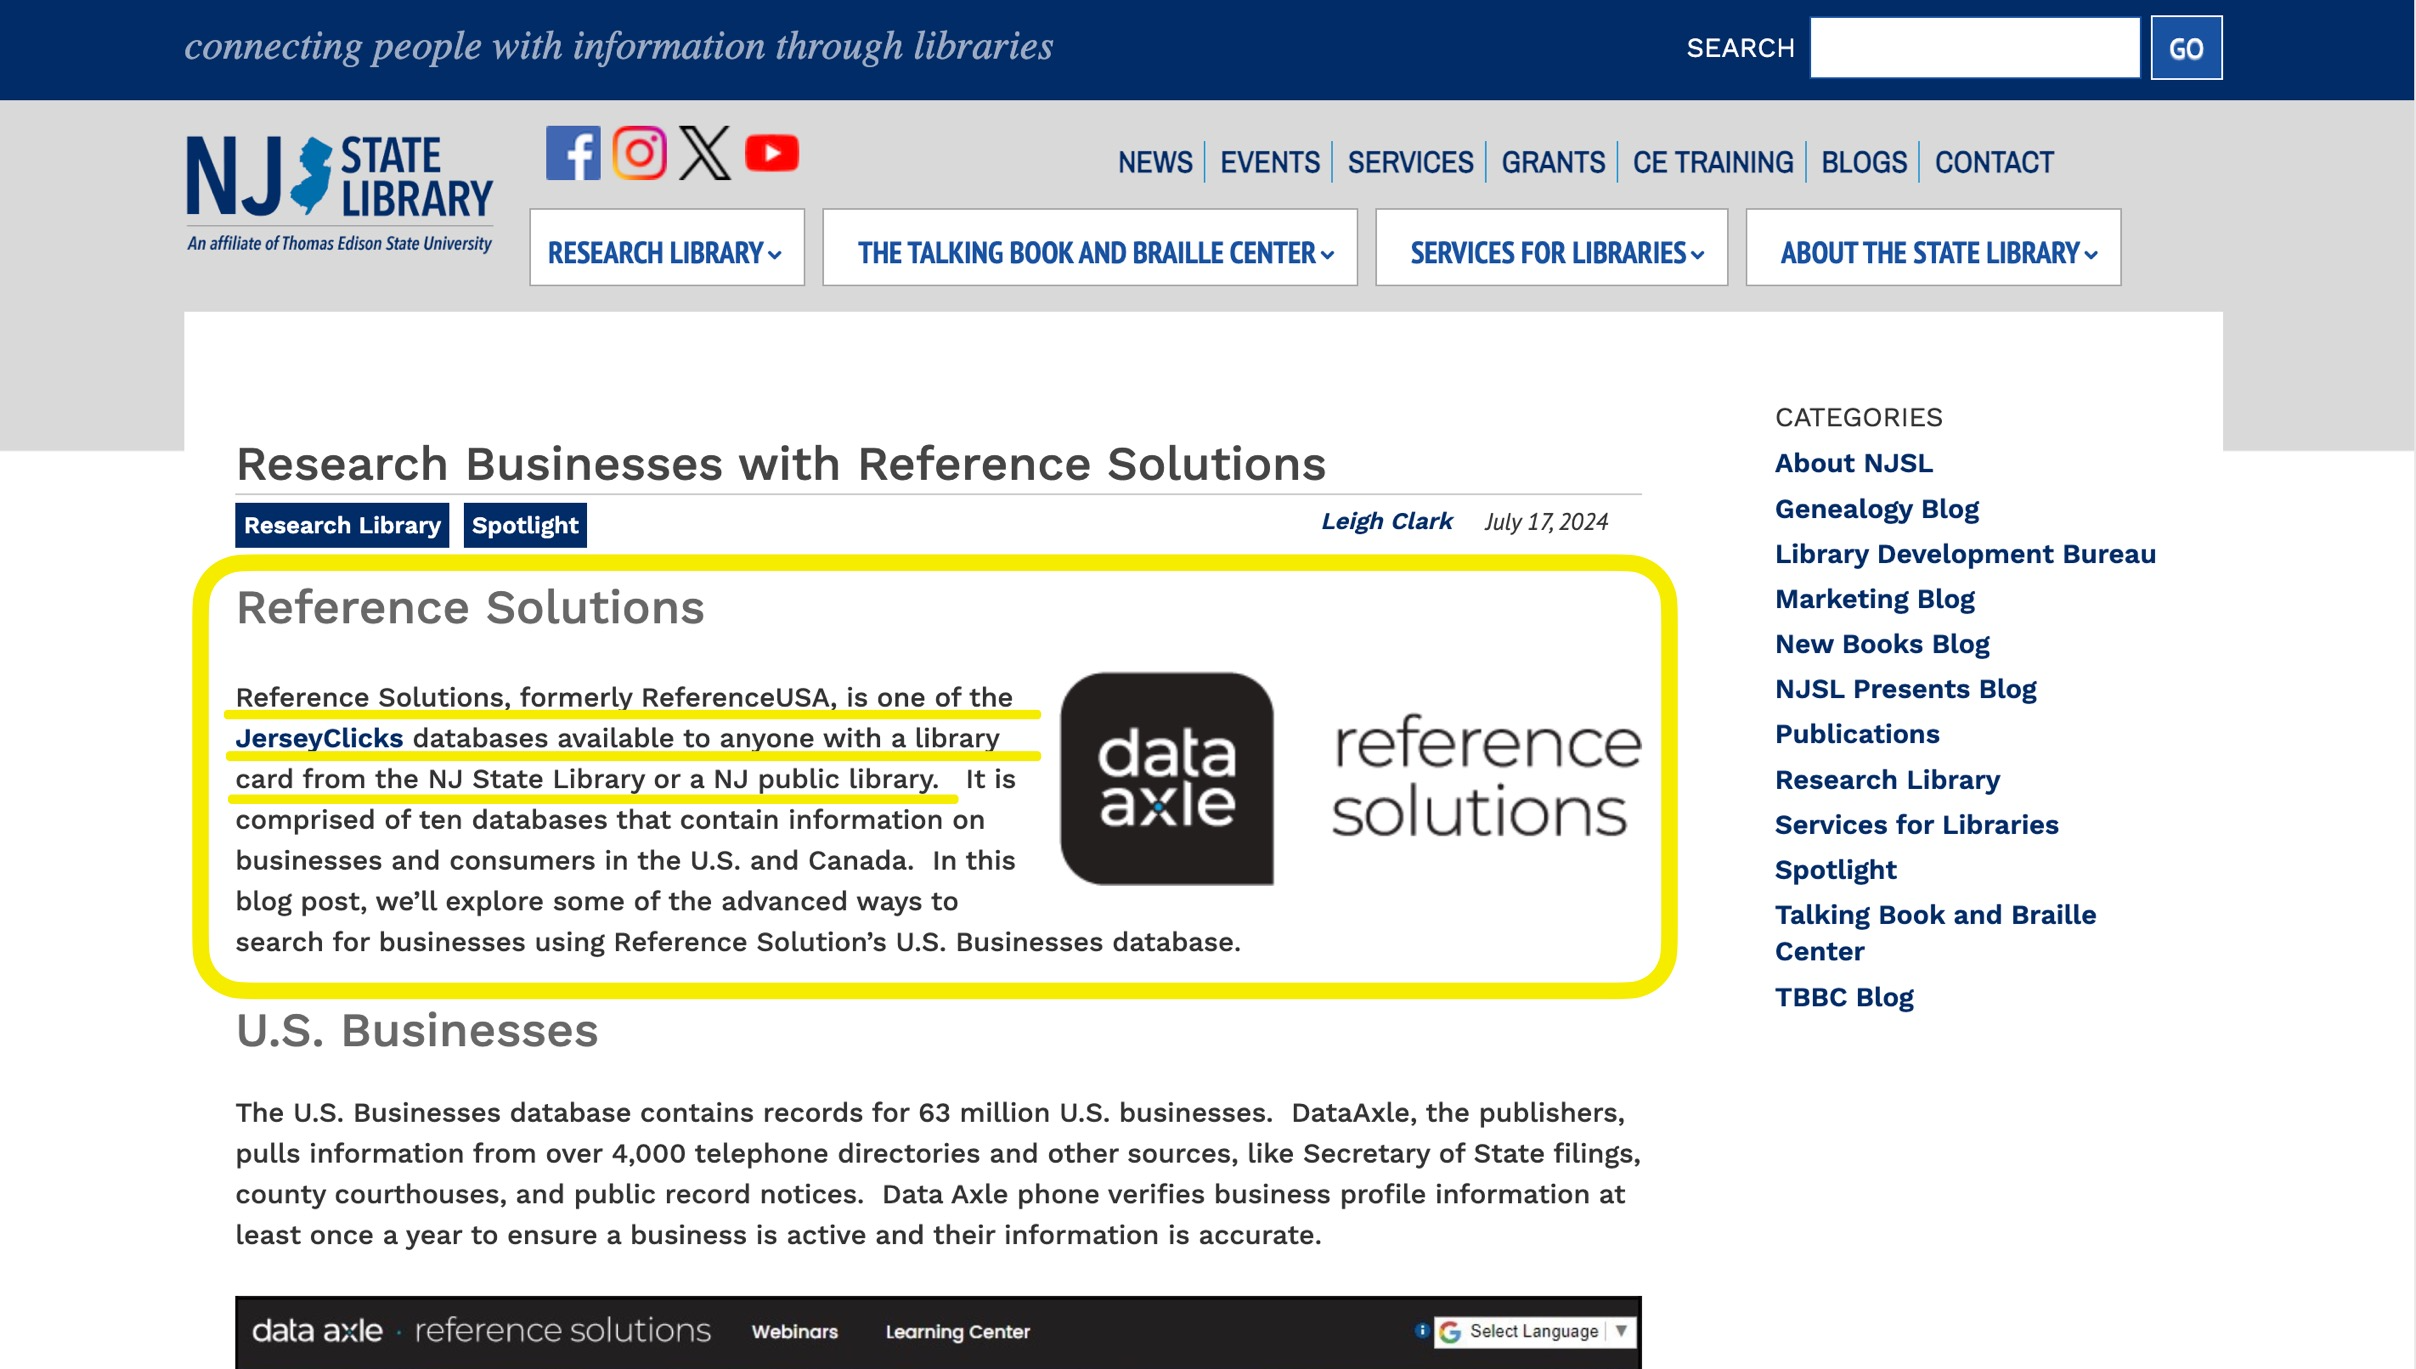 connecting people with information through libraries
SEARCH
GO
NJ STATE LIBRARY
An affiliate of Thomas Edison State University
NEWS
EVENTS
SERVICES
GRANTS
CE TRAINING
BLOGS
CONTACT
RESEARCH LIBRARY
THE TALKING BOOK AND BRAILLE CENTER
SERVICES FOR LIBRARIES
ABOUT THE STATE LIBRARY
Research Businesses with Reference Solutions
Research Library
Spotlight
Leigh Clark
July 17, 2024
Reference Solutions
Reference Solutions, formerly ReferenceUSA, is one of the
JerseyClicks databases available to anyone with a library
card from the NJ State Library or a NJ public library.  It is
comprised of ten databases that contain information on
businesses and consumers in the U.S. and Canada.  In this
blog post, we’ll explore some of the advanced ways to
search for businesses using Reference Solution’s U.S. Businesses database.
data
axle
reference
solutions
U.S. Businesses
The U.S. Businesses database contains records for 63 million U.S. businesses.  DataAxle, the publishers,
pulls information from over 4,000 telephone directories and other sources, like Secretary of State filings,
county courthouses, and public record notices.  Data Axle phone verifies business profile information at
least once a year to ensure a business is active and their information is accurate.
data axle · reference solutions
Webinars
Learning Center
Select Language
CATEGORIES
About NJSL
Genealogy Blog
Library Development Bureau
Marketing Blog
New Books Blog
NJSL Presents Blog
Publications
Research Library
Services for Libraries
Spotlight
Talking Book and Braille
Center
TBBC Blog